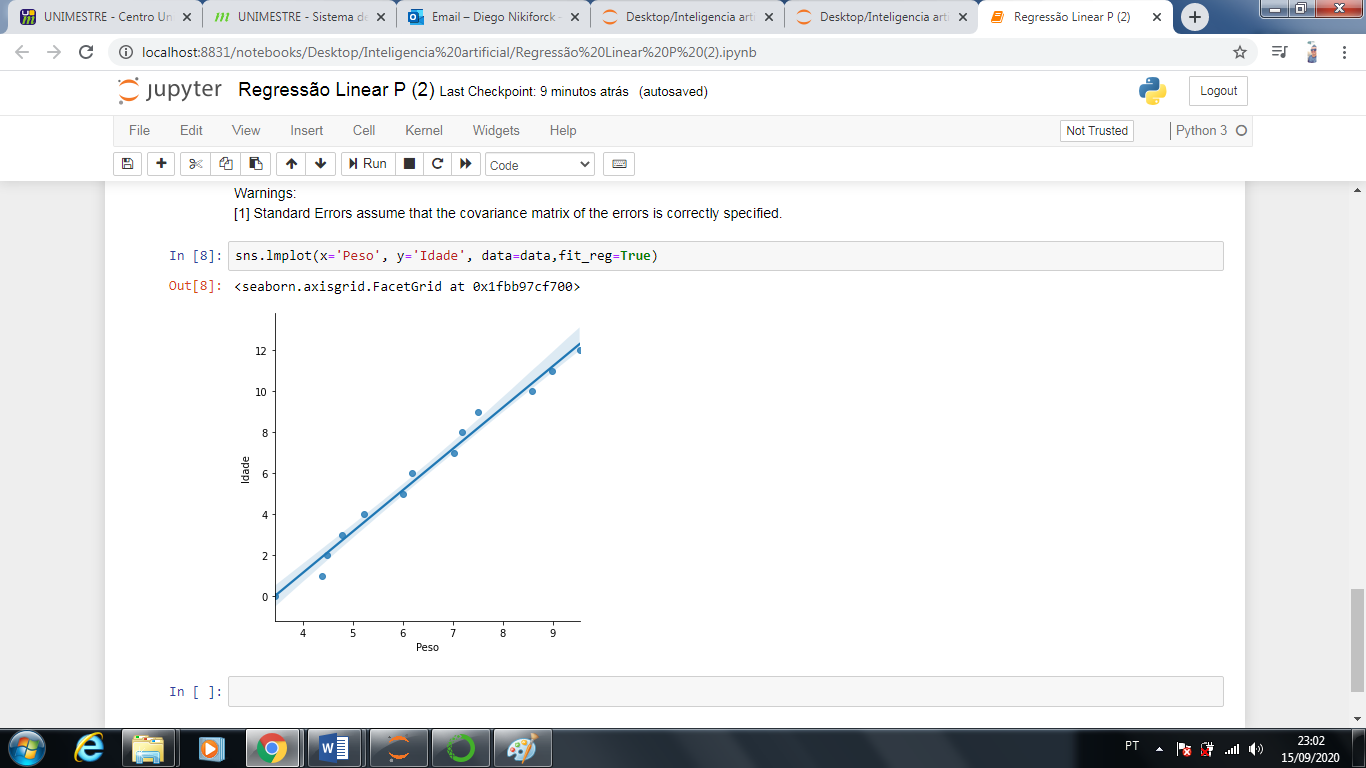 UNIMESTRE - Centro Un
UNIMESTRE - Sistema de
Email – Diego Nikiforck -
Desktop/Inteligencia arti
Desktop/Inteligencia arti
Regressão Linear P (2)
localhost:8831/notebooks/Desktop/Inteligencia%20artificial/Regressão%20Linear%20P%20(2).ipynb
jupyter Regressão Linear P (2) Last Checkpoint: 9 minutos atrás (autosaved)
Logout
File Edit View Insert Cell Kernel Widgets Help
Not Trusted
Python 3
Run
Code
Warnings:
[1] Standard Errors assume that the covariance matrix of the errors is correctly specified.
In [8]: sns.lmplot(x='Peso', y='Idade', data=data,fit_reg=True)
Out[8]: <seaborn.axisgrid.FacetGrid at 0x1fbb97cf700>
12
10
8
6
4
2
0
Idade
4 5 6 7 8 9
Peso
In [ ]:
PT
23:02
15/09/2020